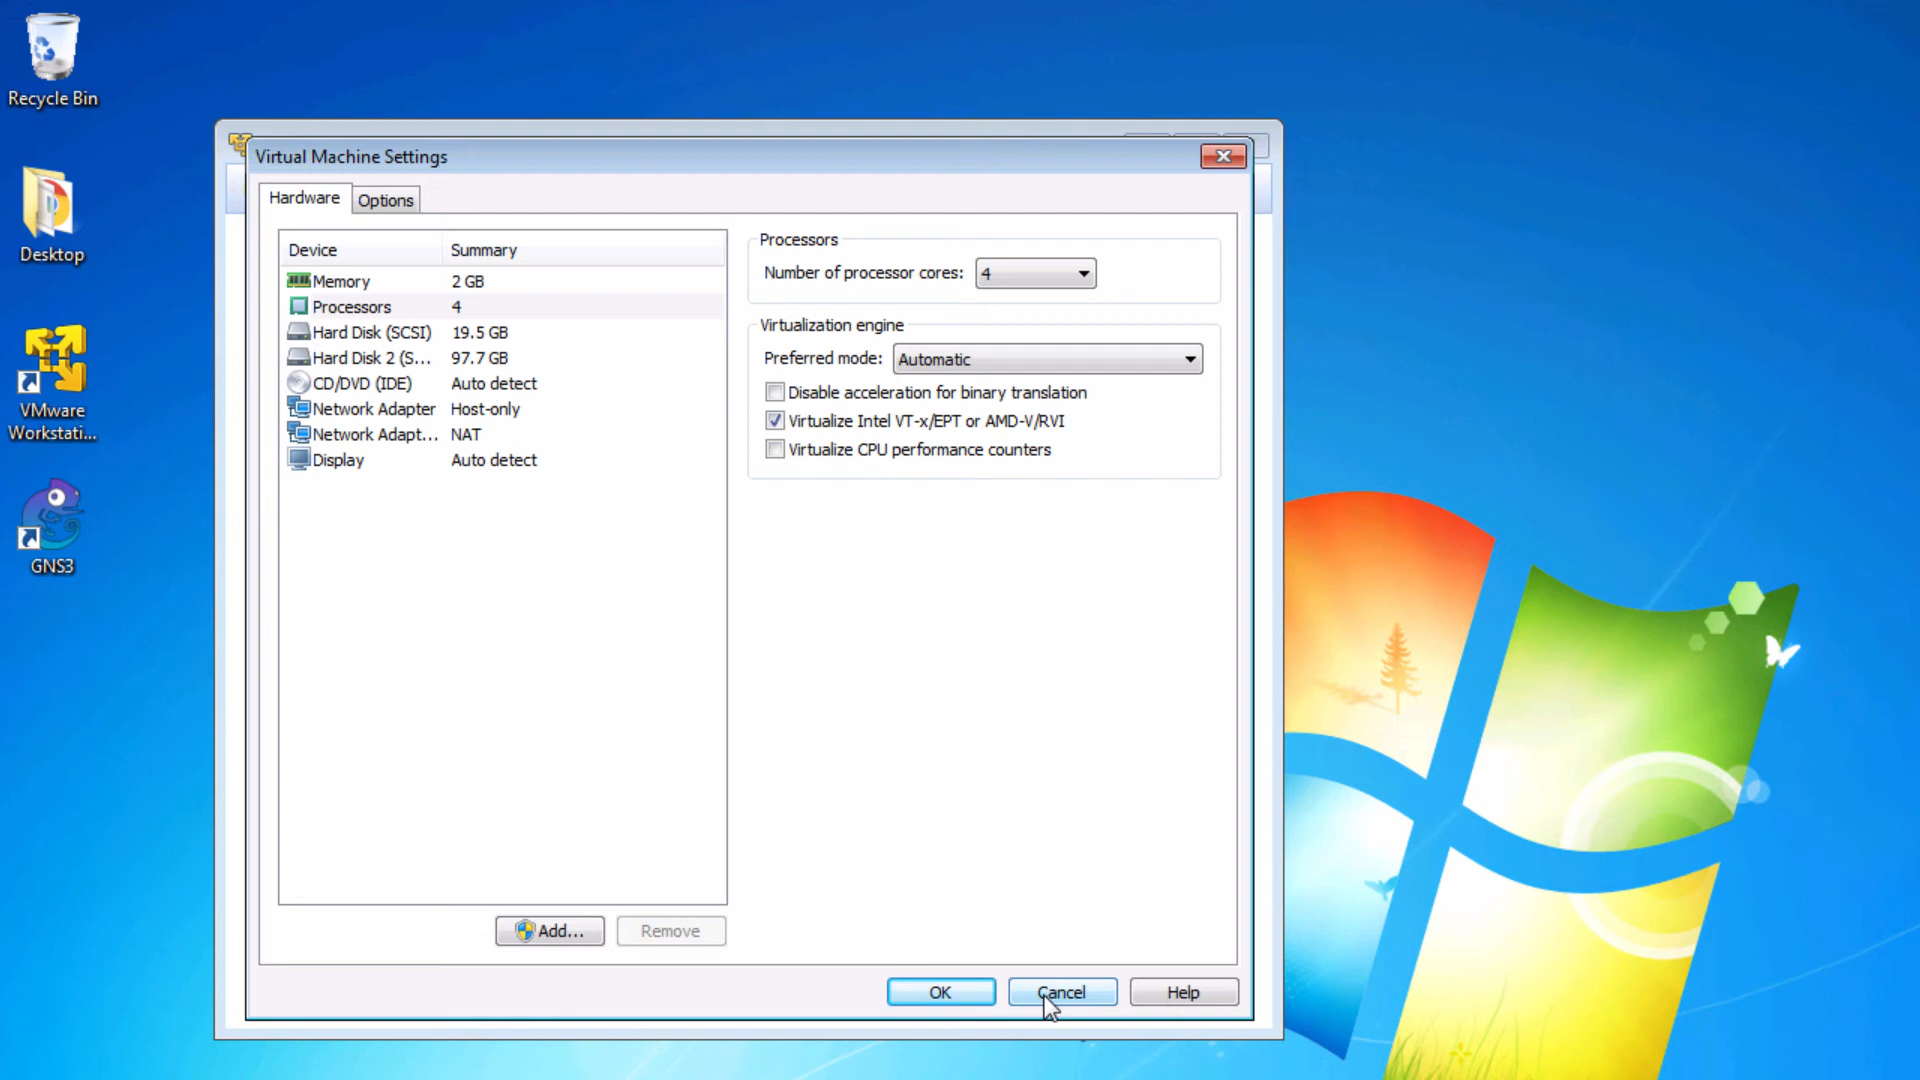 Recycle Bin
Desktop
VMware
Workstati...
GNS3
Virtual Machine Settings
Hardware
Options
Device Summary
Memory 2 GB
Processors 4
Hard Disk (SCSI) 19.5 GB
Hard Disk 2 (S... 97.7 GB
CD/DVD (IDE) Auto detect
Network Adapter Host-only
Network Adapt... NAT
Display Auto detect
Add...
Remove
Processors
Number of processor cores: 4
Virtualization engine
Preferred mode: Automatic
Disable acceleration for binary translation
Virtualize Intel VT-x/EPT or AMD-V/RVI
Virtualize CPU performance counters
OK
Cancel
Help